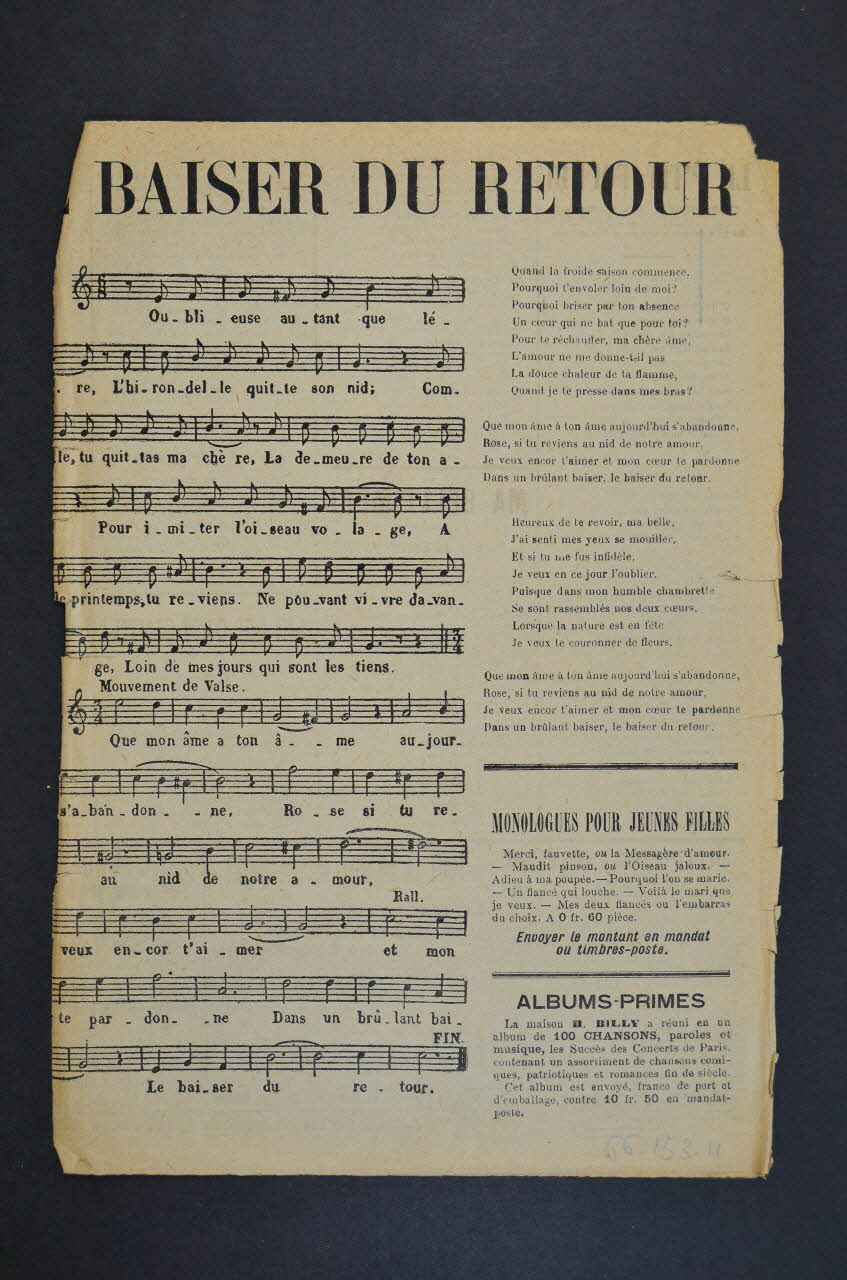 BAISER DU RETOUR
Ou_bli_euse au_tant que lé_
re, L'hi_ron_del_le quit_te son nid; Com_
le, tu quit_tas ma chè re, La de_meu_re de ton a_
Pour i_mi_ter l'oi_seau vo_la_ge, A
le printemps, tu re_viens. Ne pou_vant vi_vre da_van_
ge, Loin de mes jours qui sont les tiens.
Mouvement de Valse.
Que mon âme a ton â__me au_jour_
s'a_ban_don__ne, Ro_se si tu re_
au nid de notre a_mour,
Rall.
veux en_cor t'ai_mer et mon
te par_don__ne Dans un brû_lant bai_
FIN.
Le bai_ser du re_tour.
Quand la froide saison commence,
Pourquoi t'envoler loin de moi?
Pourquoi briser par ton absence
Un cœur qui ne bat que pour toi?
Pour te réchauffer, ma chère âme,
L'amour ne me donne-t-il pas
La douce chaleur de ta flamme,
Quand je te presse dans mes bras?
Que mon âme à ton âme aujourd'hui s'abandonne,
Rose, si tu reviens au nid de notre amour,
Je veux encor t'aimer et mon cœur te pardonne
Dans un brûlant baiser, le baiser du retour.
Heureux de te revoir, ma belle,
J'ai senti mes yeux se mouiller,
Et si tu me fus infidèle,
Je veux en ce jour l'oublier.
Puisque dans mon humble chambrette
Se sont rassemblés nos deux cœurs,
Lorsque la nature est en fête
Je veux te couronner de fleurs.
Que mon âme à ton âme aujourd'hui s'abandonne,
Rose, si tu reviens au nid de notre amour,
Je veux encor t'aimer et mon cœur te pardonne
Dans un brûlant baiser, le baiser du retour.
MONOLOGUES POUR JEUNES FILLES
Merci, fauvette, ou la Messagère d'amour.
— Maudit pinson, ou l'Oiseau jaloux. —
Adieu à ma poupée. — Pourquoi l'on se marie.
— Un fiancé qui louche. — Voilà le mari que
je veux. — Mes deux fiancés ou l'embarras
du choix. A 0 fr. 60 pièce.
Envoyer le montant en mandat
ou timbres-poste.
ALBUMS-PRIMES
La maison H. BILLY a réuni en un
album de 100 CHANSONS, paroles et
musique, les Succès des Concerts de Paris,
contenant un assortiment de chansons comi-
ques, patriotiques et romances fin de siècle.
Cet album est envoyé, franco de port et
d'emballage, contre 10 fr. 50 en mandat-
poste.